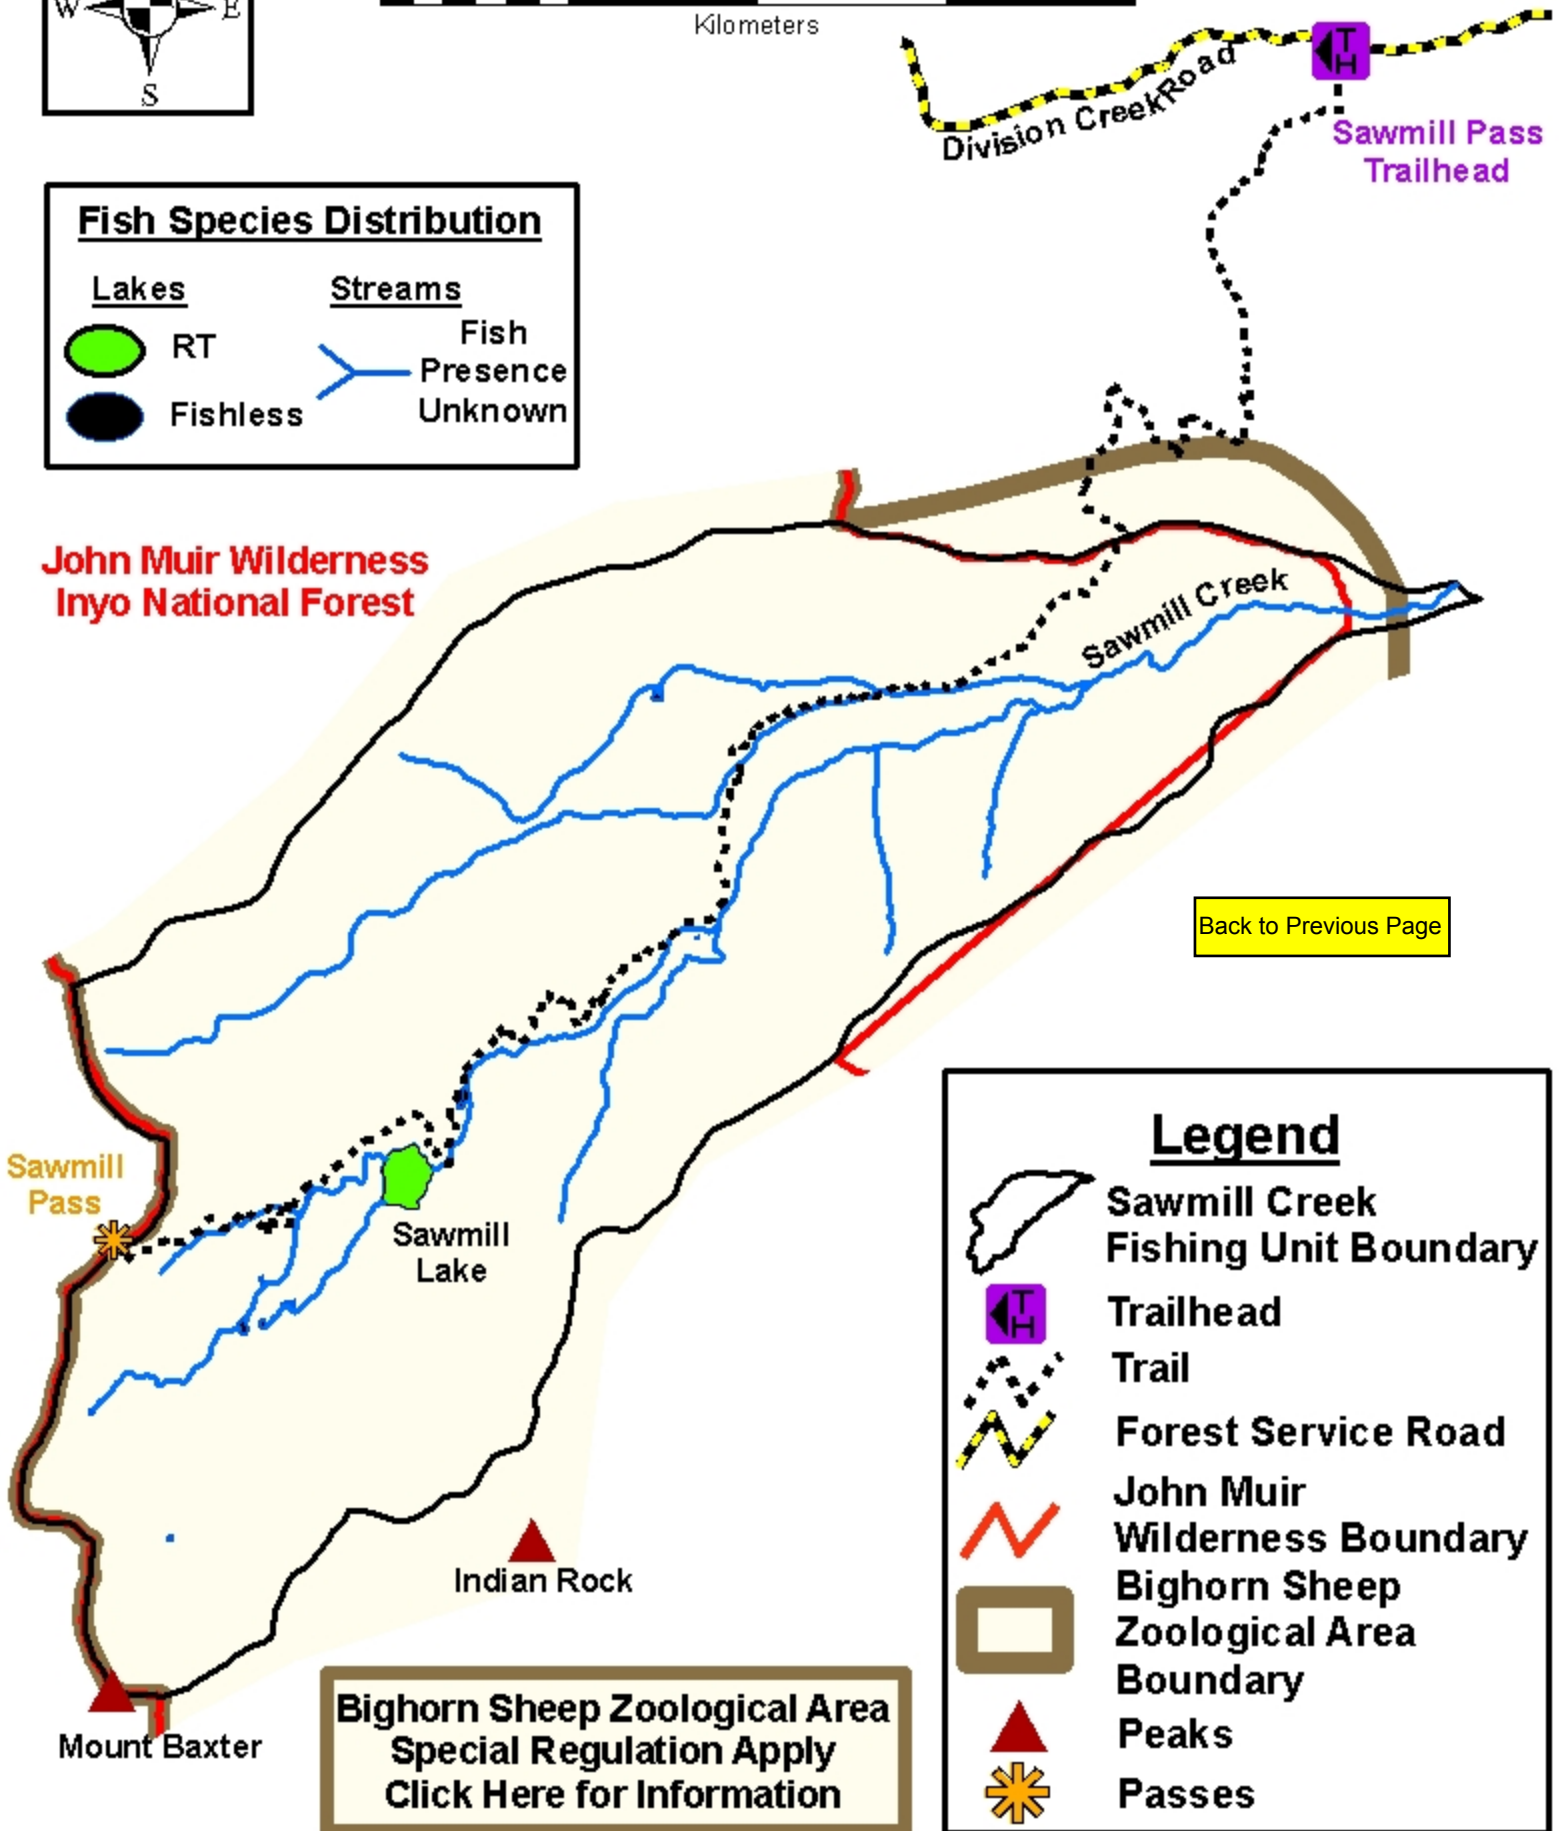 W E
S
Kilometers
Division Creek Road
TH
Sawmill Pass
Trailhead
Fish Species Distribution
Lakes Streams
RT
Fishless
Fish
Presence
Unknown
John Muir Wilderness
Inyo National Forest
Sawmill Creek
Back to Previous Page
Sawmill
Pass
Sawmill
Lake
Indian Rock
Mount Baxter
Bighorn Sheep Zoological Area
Special Regulation Apply
Click Here for Information
Legend
Sawmill Creek
Fishing Unit Boundary
TH Trailhead
Trail
Forest Service Road
John Muir
Wilderness Boundary
Bighorn Sheep
Zoological Area
Boundary
Peaks
Passes